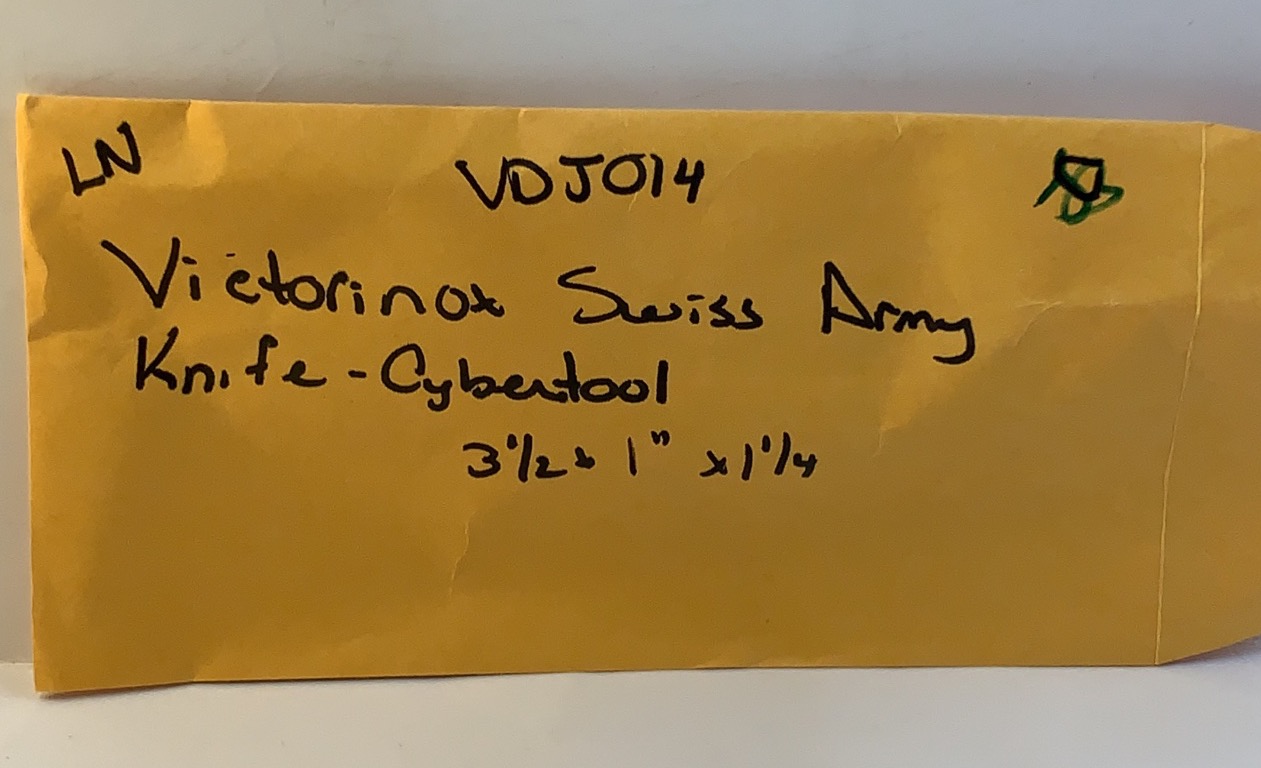 LN
VDJ014
Victorinox Swiss Army
Knife - Cybertool
3 1/2 x 1" x 1 1/4